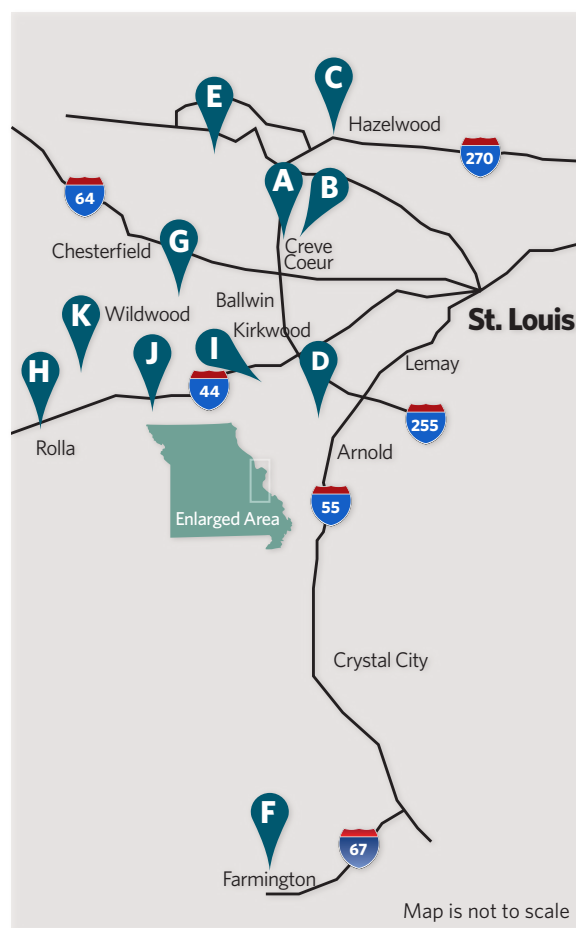 C
E
Hazelwood
270
A
B
64
Chesterfield
G
Creve
Coeur
Ballwin
K
Wildwood
Kirkwood
St. Louis
H
J
I
D
Lemay
44
255
Rolla
Arnold
Enlarged Area
55
Crystal City
F
67
Farmington
Map is not to scale